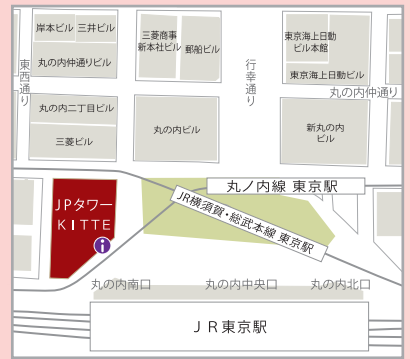 岸本ビル
三井ビル
丸の内仲通りビル
東西通り
三菱商事
新本社ビル
郵船ビル
行幸通り
東京海上日動
ビル本館
東京海上日動ビル
丸の内仲通り
丸の内二丁目ビル
三菱ビル
丸の内ビル
新丸の内
ビル
丸ノ内線 東京駅
JPタワー
KITTE
i
JR横須賀・総武本線 東京駅
丸の内南口
丸の内中央口
丸の内北口
JR東京駅